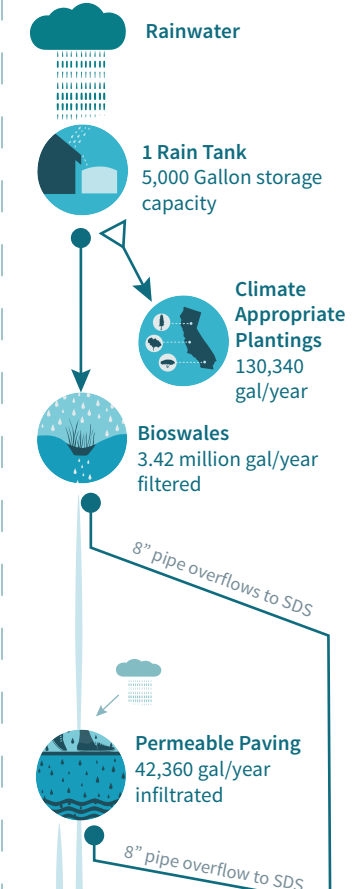 Rainwater
1 Rain Tank
5,000 Gallon storage
capacity
Climate
Appropriate
Plantings
130,340
gal/year
Bioswales
3.42 million gal/year
filtered
8” pipe overflows to SDS
Permeable Paving
42,360 gal/year
infiltrated
8” pipe overflow to SDS